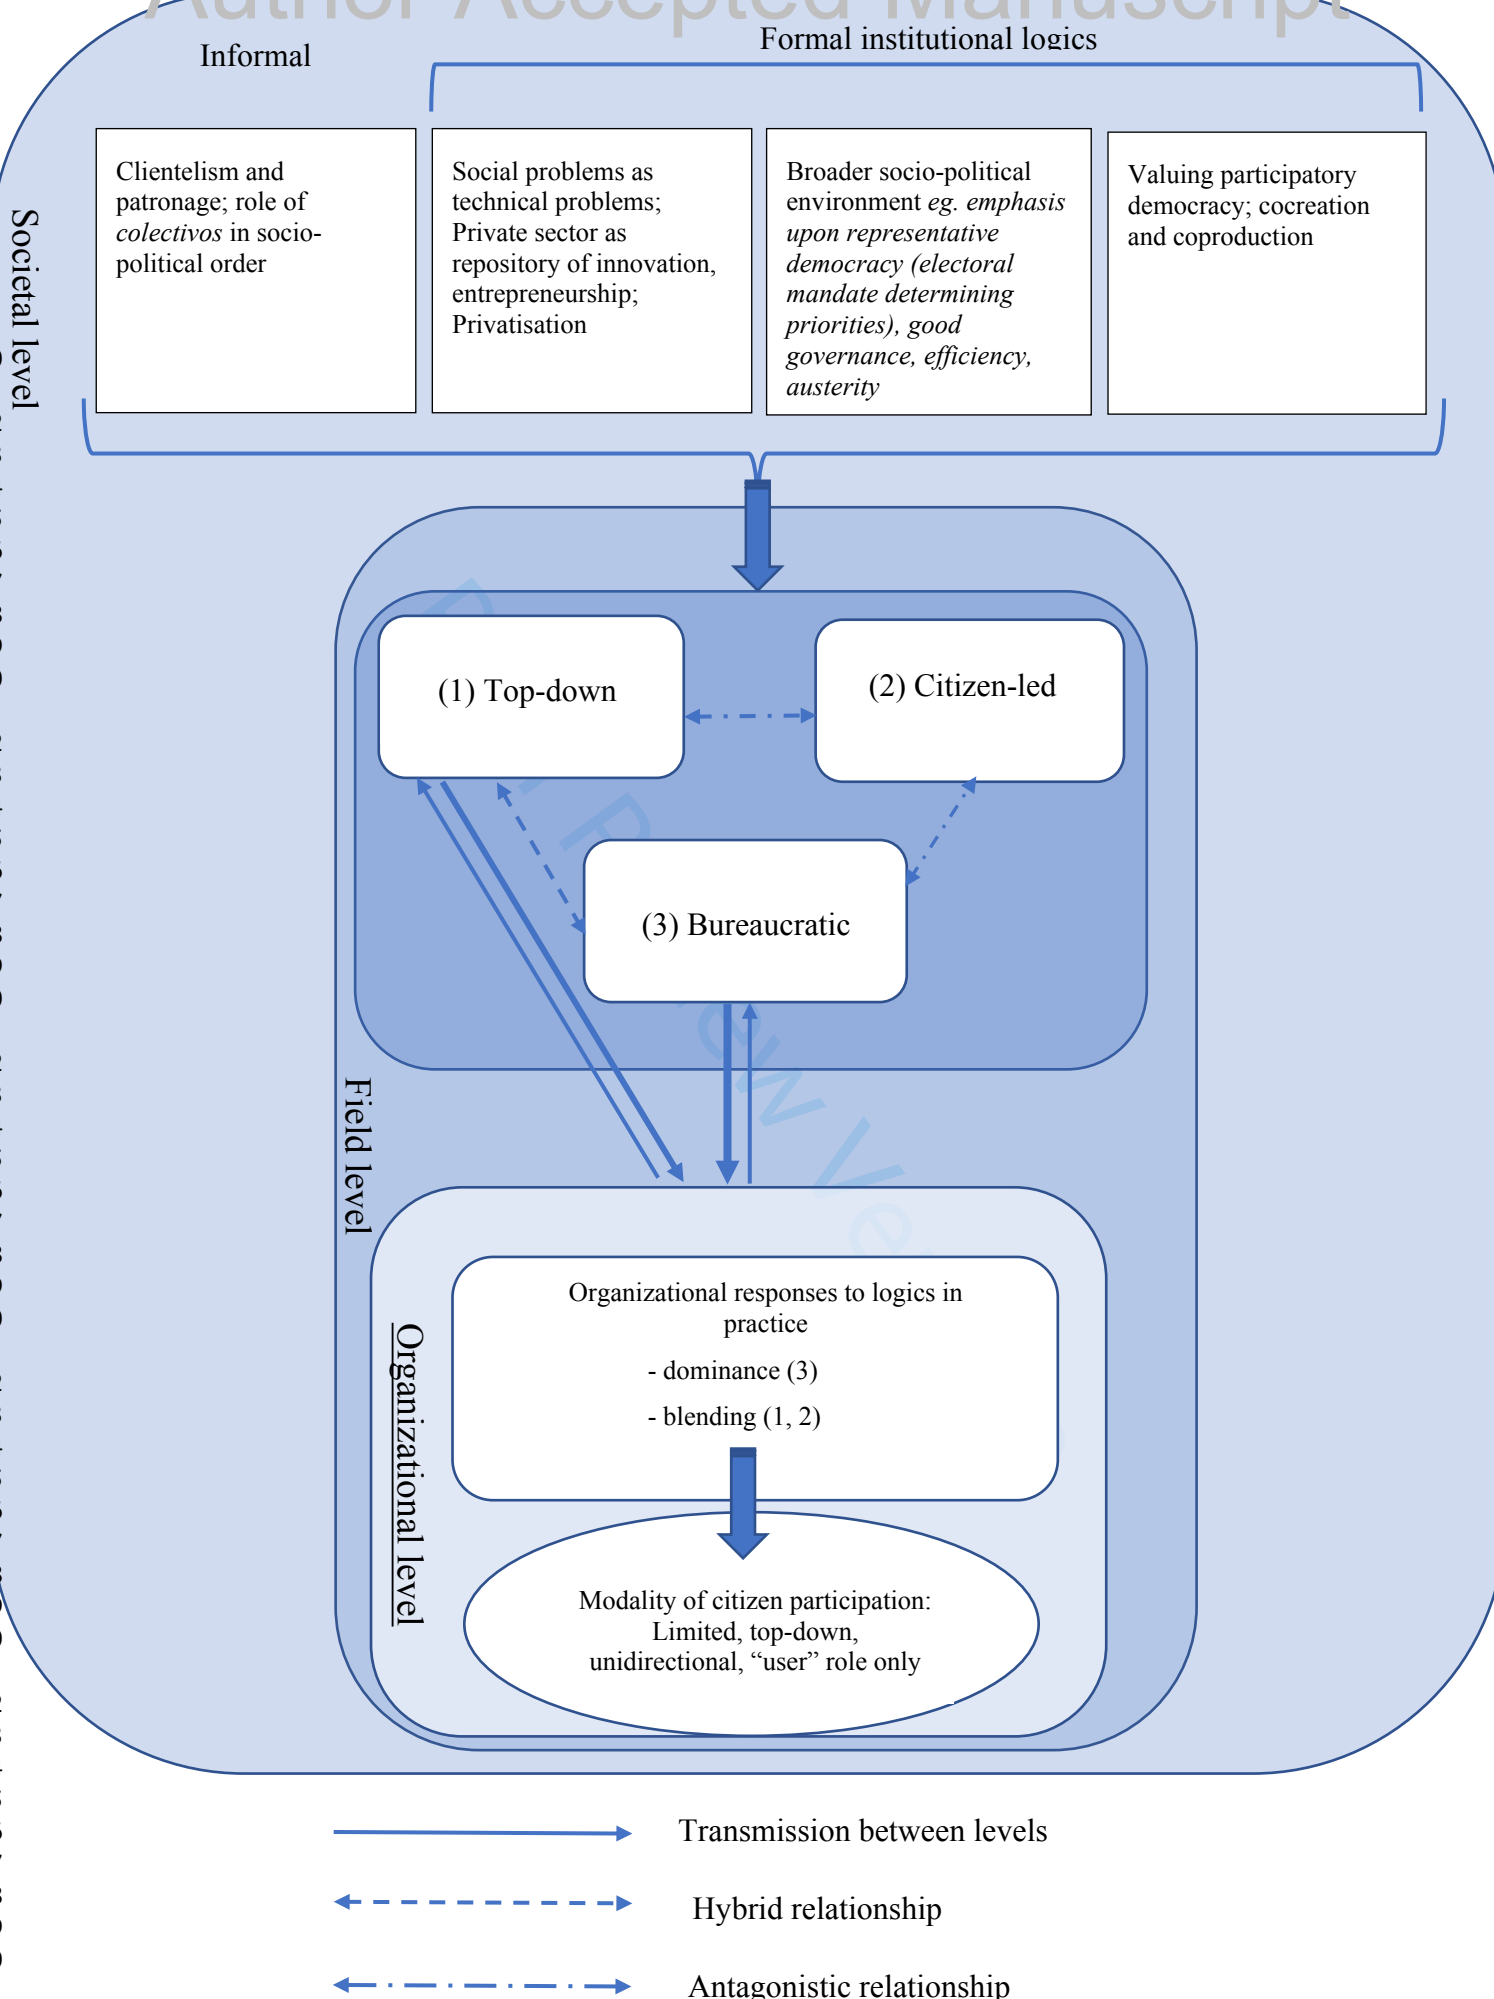 Author Accepted Manuscript
Informal
Formal institutional logics
Clientelism and
patronage; role of
colectivos in socio-
political order
Social problems as
technical problems;
Private sector as
repository of innovation,
entrepreneurship;
Privatisation
Broader socio-political
environment eg. emphasis
upon representative
democracy (electoral
mandate determining
priorities), good
governance, efficiency,
austerity
Valuing participatory
democracy; cocreation
and coproduction
Societal level
(1) Top-down
(2) Citizen-led
(3) Bureaucratic
Field level
Organizational level
Organizational responses to logics in
practice
- dominance (3)
- blending (1, 2)
Modality of citizen participation:
Limited, top-down,
unidirectional, “user” role only
Transmission between levels
Hybrid relationship
Antagonistic relationship